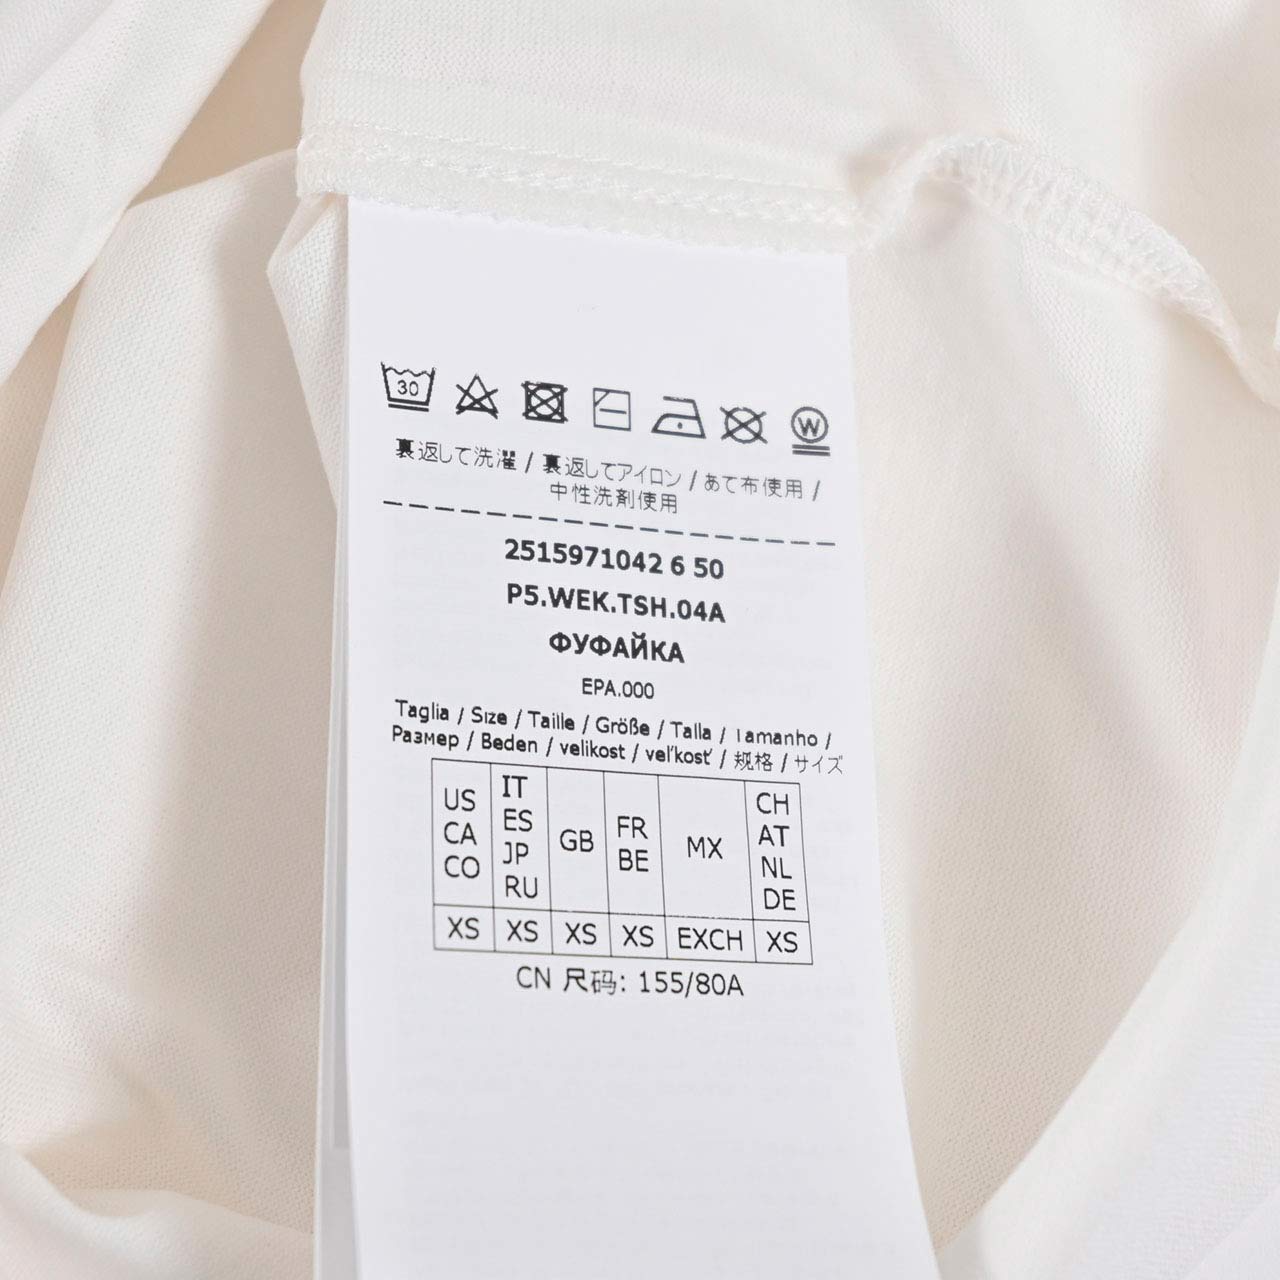 30
W
裏返して洗濯 / 裏返してアイロン / あて布使用 /
中性洗剤使用
2515971042 6 50
P5.WEK.TSH.04A
ФУФАЙКА
EPA.000
Taglia / Size / Taille / Größe / Talla / Tamanho /
Размер / Beden / velikost / veľkosť / 规格 / サイズ
US CA CO IT ES JP RU GB FR BE MX CH AT NL DE
XS XS XS XS EXCH XS
CN 尺码: 155/80A